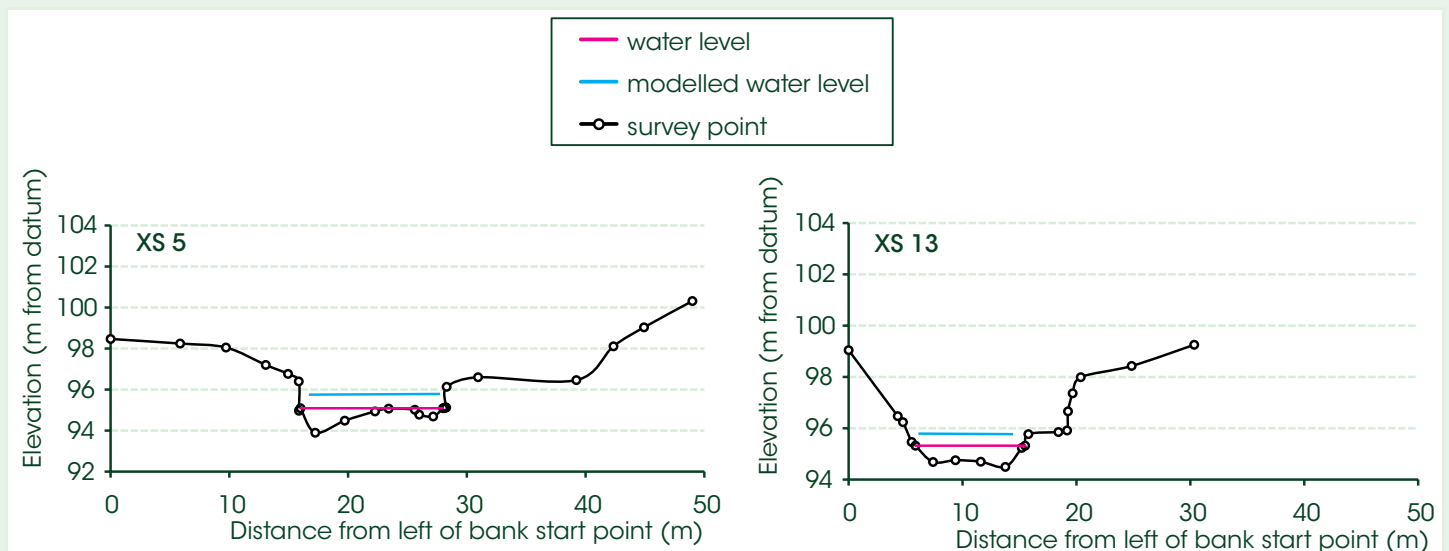 water level
modelled water level
survey point
Elevation (m from datum)
XS 5
104
102
100
98
96
94
92
0 10 20 30 40 50
Distance from left of bank start point (m)
Elevation (m from datum)
XS 13
104
102
100
98
96
94
0 10 20 30 40 50
Distance from left of bank start point (m)